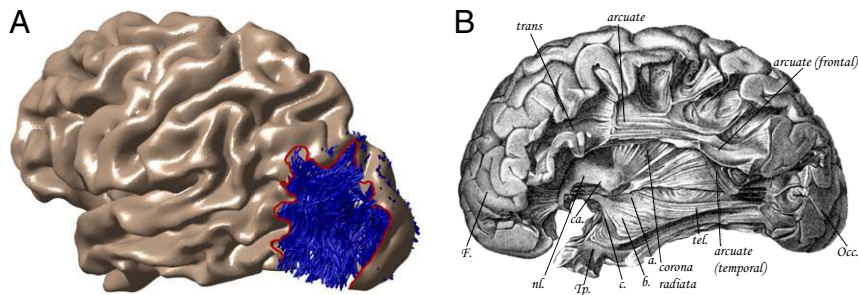 A
B
trans
arcuate
arcuate (frontal)
F.
ca.
nl.
Tp.
c.
b.
a.
corona
radiata
tel.
arcuate
(temporal)
Occ.